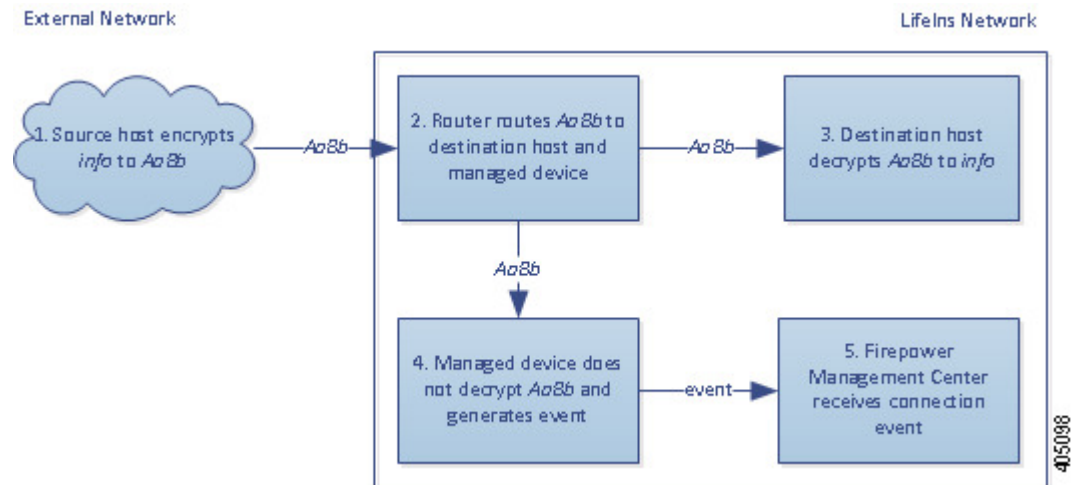 External Network
LifeIns Network
1. Source host encrypts
info to Aa8b
Aa8b
2. Router routes Aa8b to
destination host and
managed device
Aa8b
3. Destination host
decrypts Aa8b to info
Aa8b
4. Managed device does
not decrypt Aa8b and
generates event
event
5. Firepower
Management Center
receives connection
event
405098